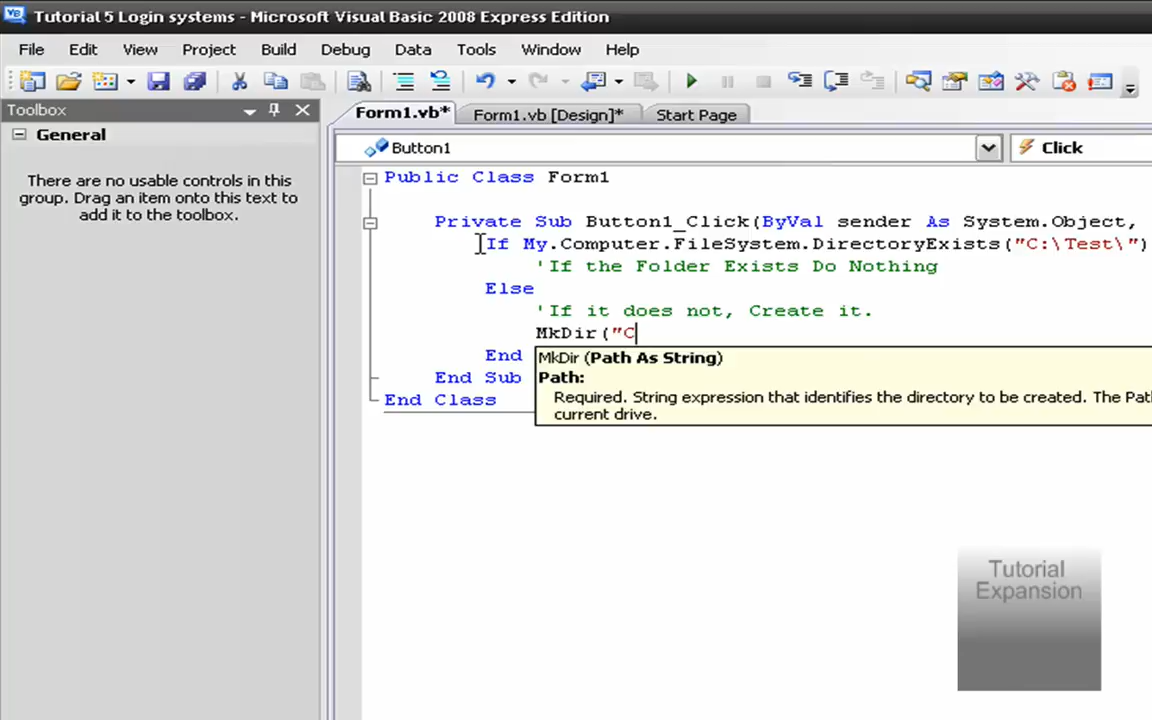 Tutorial 5 Login systems - Microsoft Visual Basic 2008 Express Edition
File Edit View Project Build Debug Data Tools Window Help
Toolbox
Form1.vb* Form1.vb [Design]* Start Page
General
There are no usable controls in this
group. Drag an item onto this text to
add it to the toolbox.
Button1 Click
Public Class Form1
Private Sub Button1_Click(ByVal sender As System.Object,
If My.Computer.FileSystem.DirectoryExists("C:\Test\")
'If the Folder Exists Do Nothing
Else
'If it does not, Create it.
MkDir("C
End
End Sub
End Class
MkDir (Path As String)
Path:
Required. String expression that identifies the directory to be created. The Pat
current drive.
Tutorial
Expansion